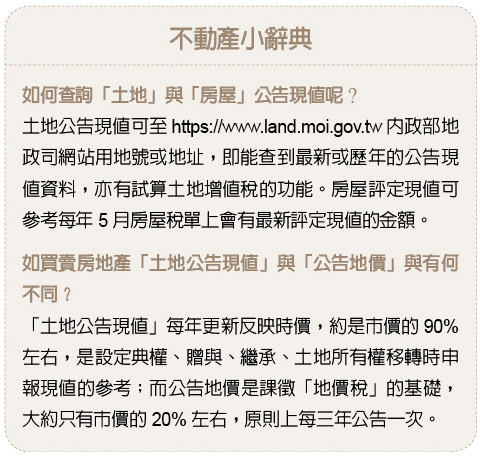 不動產小辭典
如何查詢「土地」與「房屋」公告現值呢？
土地公告現值可至 https://www.land.moi.gov.tw 內政部地
政司網站用地號或地址，即能查到最新或歷年的公告現
值資料，亦有試算土地增值稅的功能。房屋評定現值可
參考每年 5 月房屋稅單上會有最新評定現值的金額。
如買賣房地產「土地公告現值」與「公告地價」與有何
不同？
「土地公告現值」每年更新反映時價，約是市價的 90%
左右，是設定典權、贈與、繼承、土地所有權移轉時申
報現值的參考；而公告地價是課徵「地價稅」的基礎，
大約只有市價的 20% 左右，原則上每三年公告一次。